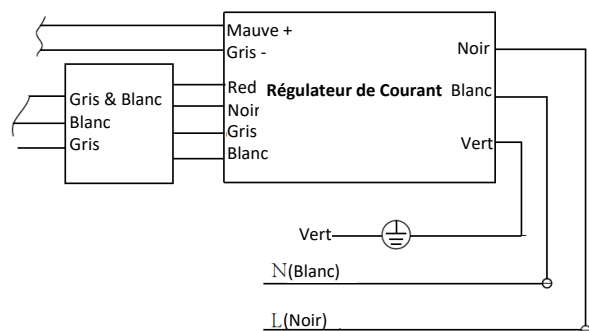 Mauve +
Gris -
Noir
Red
Régulateur de Courant
Blanc
Gris & Blanc
Noir
Blanc
Gris
Gris
Blanc
Vert
Vert
N(Blanc)
L(Noir)